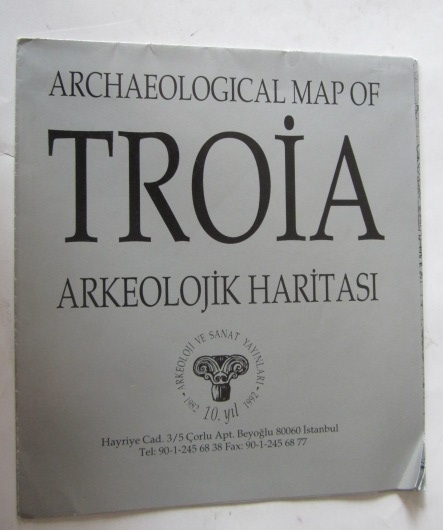 ARCHAEOLOGICAL MAP OF
TROİA
ARKEOLOJİK HARİTASI
ARKEOLOJİ VE SANAT YAYINLARI
1982 10. yıl 1992
Hayriye Cad. 3/5 Çorlu Apt. Beyoğlu 80060 İstanbul
Tel: 90-1-245 68 38 Fax: 90-1-245 68 77